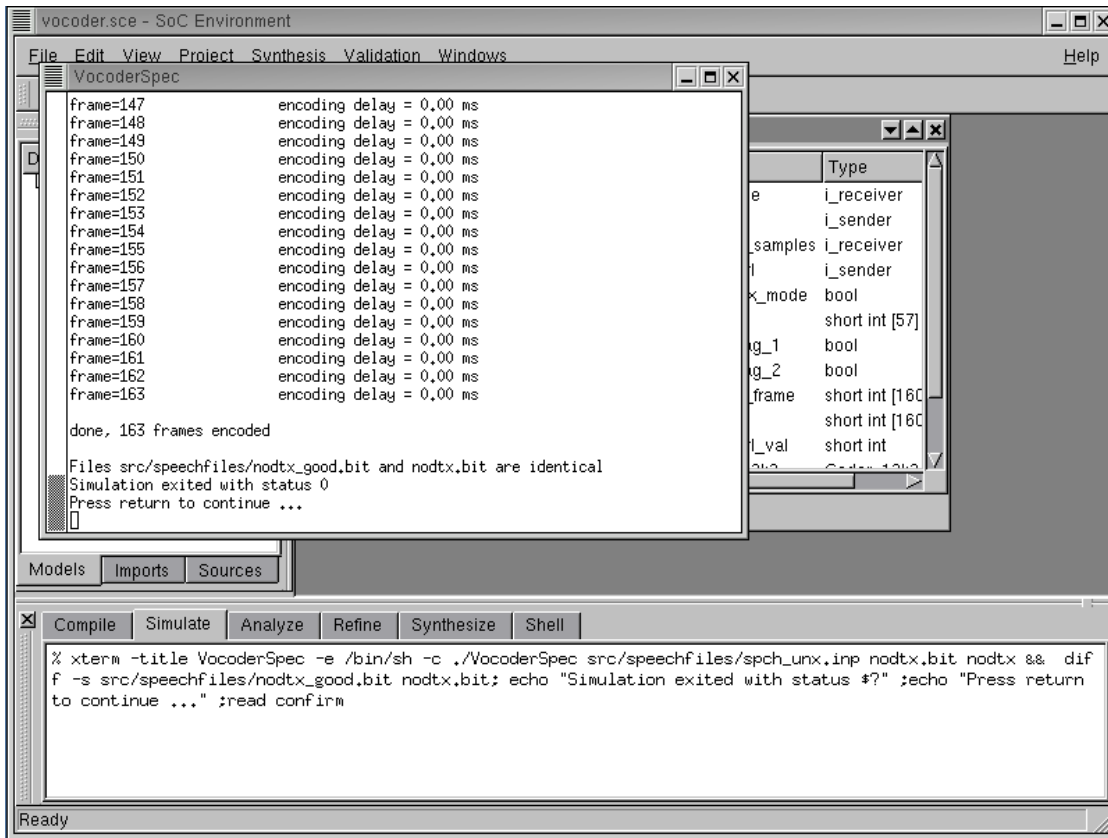 vocoder.sce - SoC Environment
File Edit View Project Synthesis Validation Windows Help
VocoderSpec
frame=147 encoding delay = 0.00 ms
frame=148 encoding delay = 0.00 ms
frame=149 encoding delay = 0.00 ms
frame=150 encoding delay = 0.00 ms
frame=151 encoding delay = 0.00 ms
frame=152 encoding delay = 0.00 ms
frame=153 encoding delay = 0.00 ms
frame=154 encoding delay = 0.00 ms
frame=155 encoding delay = 0.00 ms
frame=156 encoding delay = 0.00 ms
frame=157 encoding delay = 0.00 ms
frame=158 encoding delay = 0.00 ms
frame=159 encoding delay = 0.00 ms
frame=160 encoding delay = 0.00 ms
frame=161 encoding delay = 0.00 ms
frame=162 encoding delay = 0.00 ms
frame=163 encoding delay = 0.00 ms
done, 163 frames encoded
Files src/speechfiles/nodtx_good.bit and nodtx.bit are identical
Simulation exited with status 0
Press return to continue ...
D
Type
e i_receiver
i_sender
_samples i_receiver
i_sender
x_mode bool
short int [57]
ag_1 bool
ag_2 bool
_frame short int [160
short int [160
rl_val short int
Models Imports Sources
Compile Simulate Analyze Refine Synthesize Shell
% xterm -title VocoderSpec -e /bin/sh -c ./VocoderSpec src/speechfiles/spch_unx.inp nodtx.bit nodtx && dif
f -s src/speechfiles/nodtx_good.bit nodtx.bit; echo "Simulation exited with status $?" ;echo "Press return
to continue ..." ;read confirm
Ready